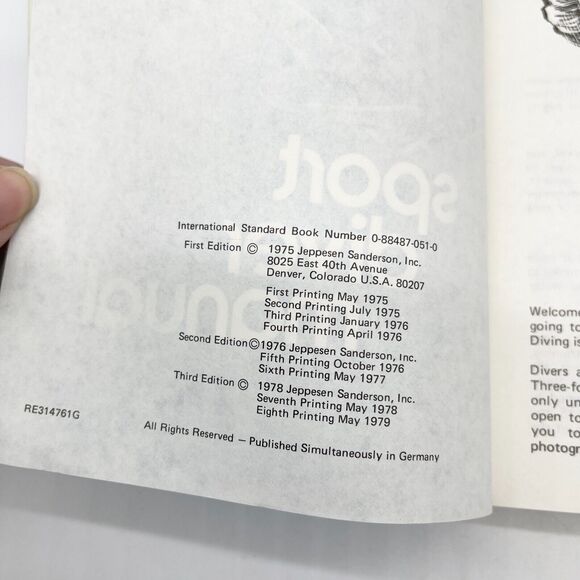 sport
diver
manual
International Standard Book Number 0-88487-051-0
First Edition © 1975 Jeppesen Sanderson, Inc.
8025 East 40th Avenue
Denver, Colorado U.S.A. 80207
First Printing May 1975
Second Printing July 1975
Third Printing January 1976
Fourth Printing April 1976
Second Edition ©1976 Jeppesen Sanderson, Inc.
Fifth Printing October 1976
Sixth Printing May 1977
Third Edition © 1978 Jeppesen Sanderson, Inc.
Seventh Printing May 1978
Eighth Printing May 1979
RE314761G
All Rights Reserved — Published Simultaneously in Germany
Welcome
going to
Diving is
Divers a
Three-fo
only un
open to
you to
photogr